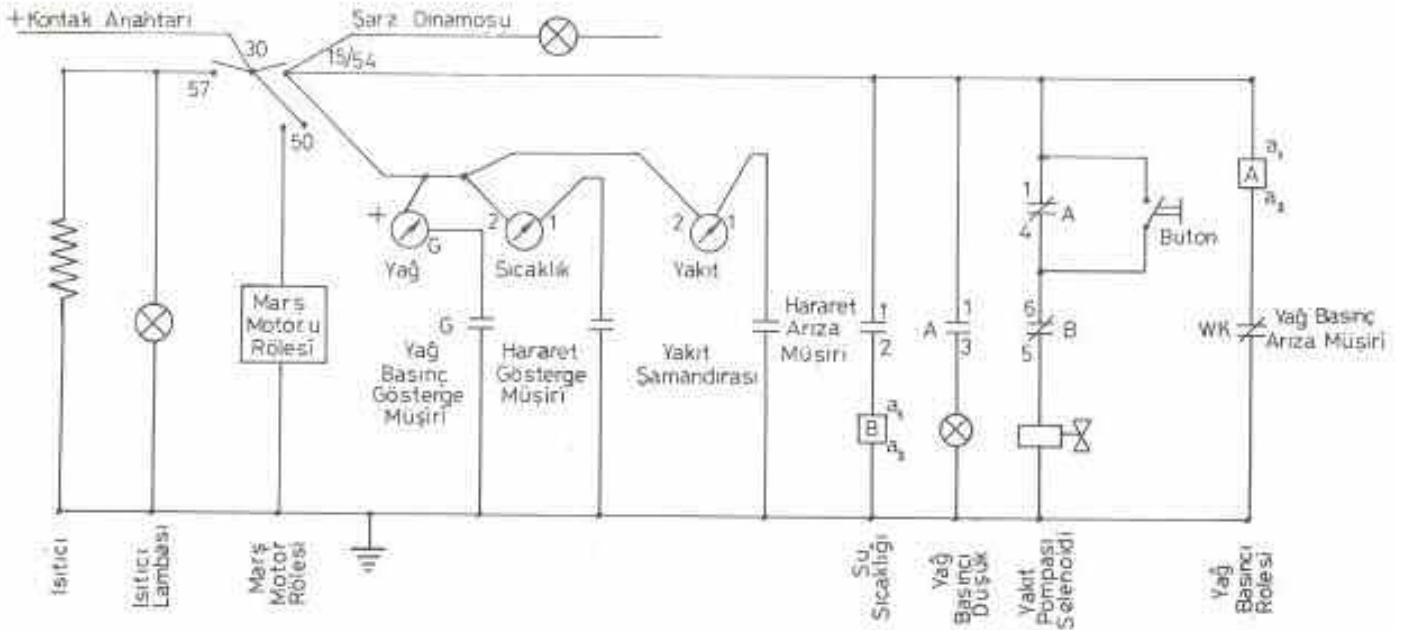 +Kontak Anahtarı
Şarz Dinamosu
30
15/54
57
50
a₁
A
a₂
1
A
4
Buton
+
G
2
1
2
1
Yağ
Sıcaklık
Yakıt
Marş
Motoru
Rölesi
G
Yağ
Basınç
Gösterge
Müşiri
Hararet
Gösterge
Müşiri
Yakıt
Şamandırası
Hararet
Arıza
Müşiri
1
2
A
1
3
6
B
5
WK
Yağ Basınç
Arıza Müşiri
B
Isıtıcı
Isıtıcı
Lambası
Marş
Motor
Rölesi
Su
Sıcaklığı
Yağ
Basıncı
Düşük
Yakıt
Pompası
Selenoidi
Yağ
Basıncı
Rölesi